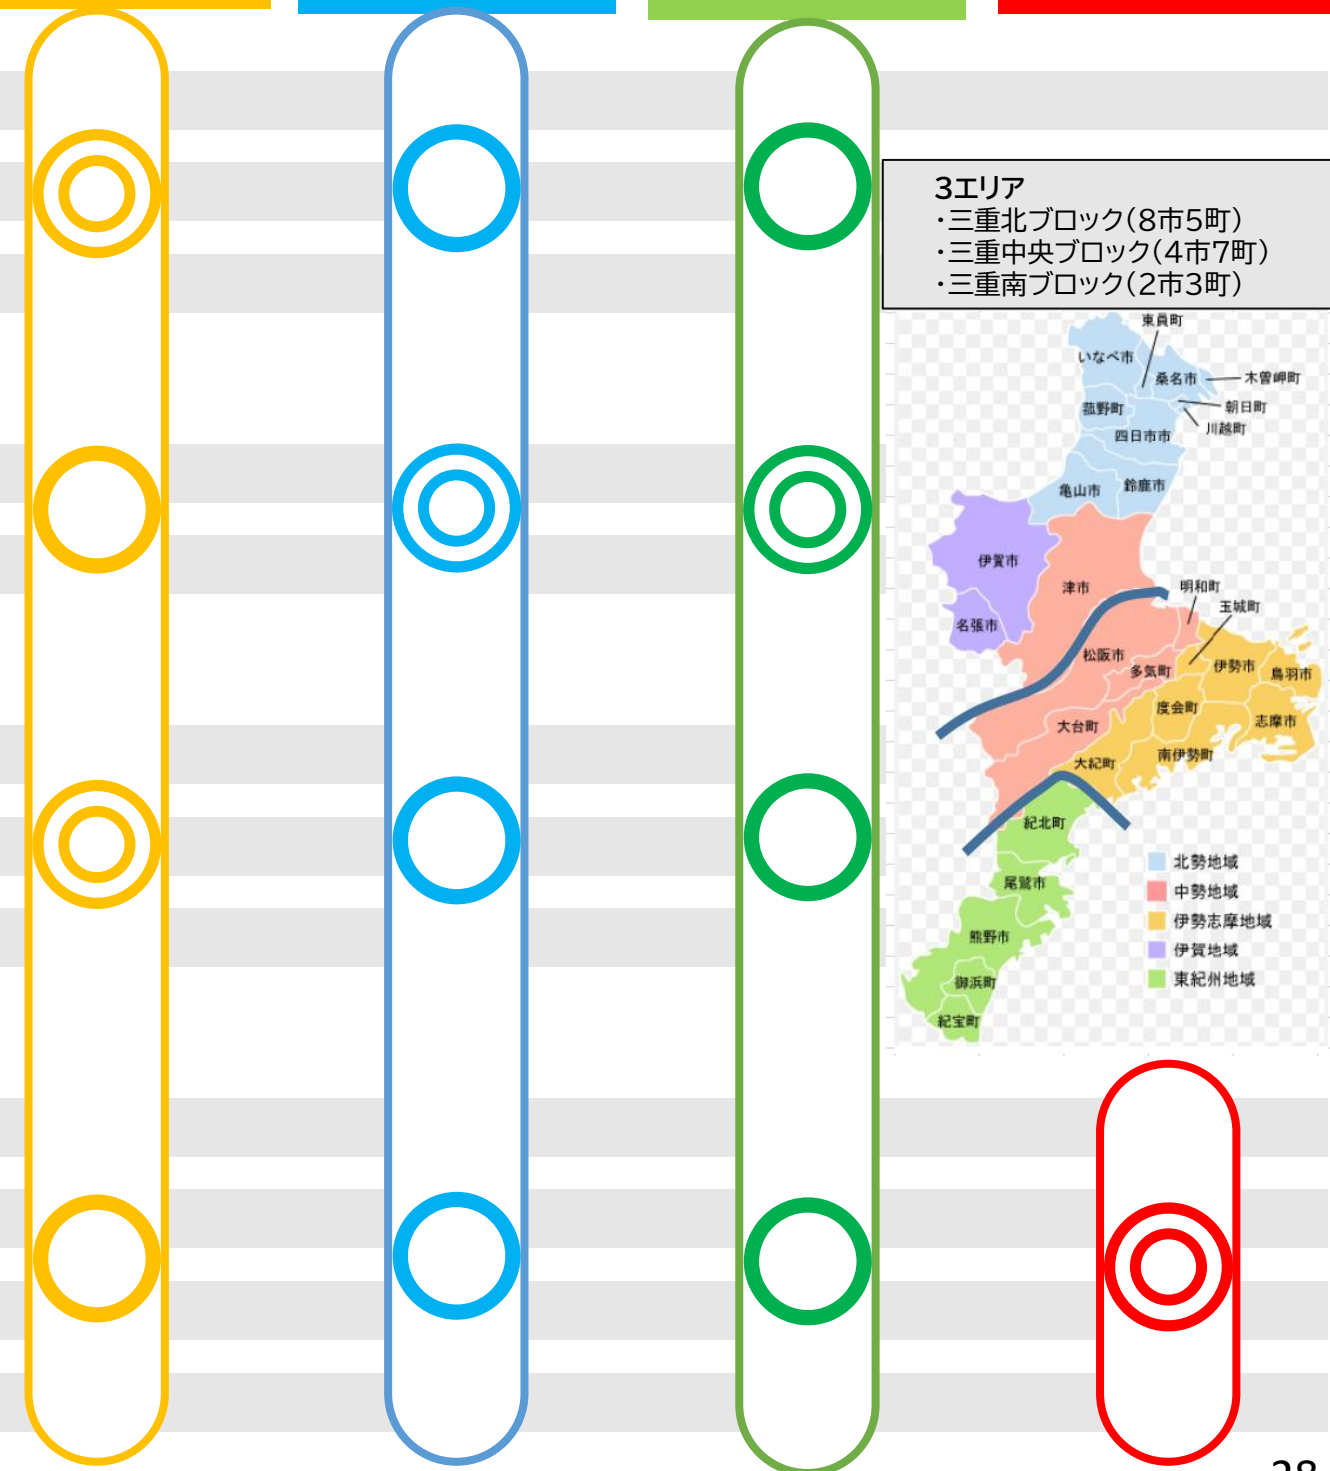 3エリア
・三重北ブロック(8市5町)
・三重中央ブロック(4市7町)
・三重南ブロック(2市3町)
東員町
いなべ市
桑名市
木曽岬町
菰野町
朝日町
川越町
四日市市
亀山市
鈴鹿市
伊賀市
津市
明和町
玉城町
名張市
松阪市
多気町
伊勢市
鳥羽市
度会町
志摩市
大台町
南伊勢町
大紀町
紀北町
北勢地域
尾鷲市
中勢地域
伊勢志摩地域
熊野市
伊賀地域
御浜町
東紀州地域
紀宝町